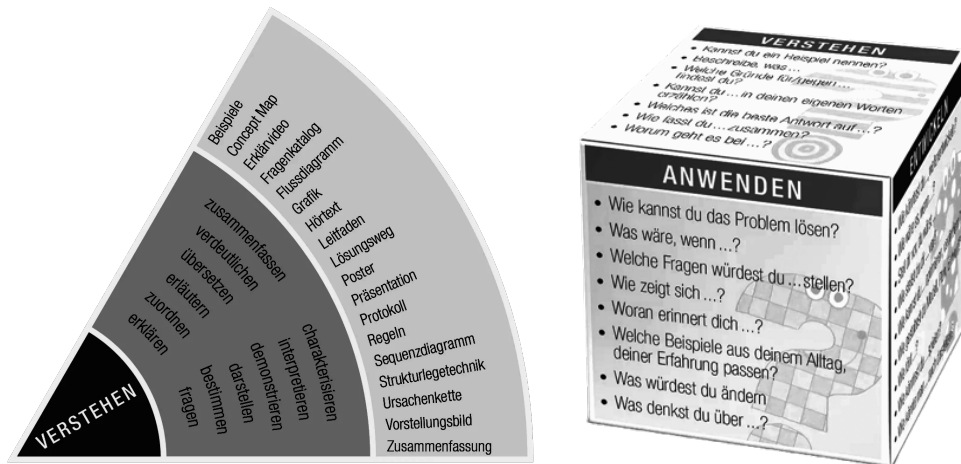 VERSTEHEN
erklären
zuordnen
erläutern
übersetzen
verdeutlichen
zusammenfassen
fragen
bestimmen
darstellen
demonstrieren
interpretieren
charakterisieren
Beispiele
Concept Map
Erklärvideo
Fragenkatalog
Flussdiagramm
Grafik
Hörtext
Leitfaden
Lösungsweg
Poster
Präsentation
Protokoll
Regeln
Sequenzdiagramm
Strukturlegetechnik
Ursachenkette
Vorstellungsbild
Zusammenfassung
VERSTEHEN
• Kannst du ein Beispiel nennen?
• Beschreibe, was ...
• Welche Gründe für/gegen ...
findest du?
• Kannst du ... in deinen eigenen Worten
erzählen?
• Welches ist die beste Antwort auf ...?
• Wie fasst du ... zusammen?
• Worum geht es bei ...?
ANWENDEN
• Wie kannst du das Problem lösen?
• Was wäre, wenn ...?
• Welche Fragen würdest du ... stellen?
• Wie zeigt sich ...?
• Woran erinnert dich ...?
• Welche Beispiele aus deinem Alltag,
deiner Erfahrung passen?
• Was würdest du ändern
• Was denkst du über ...?
ENTWICKELN